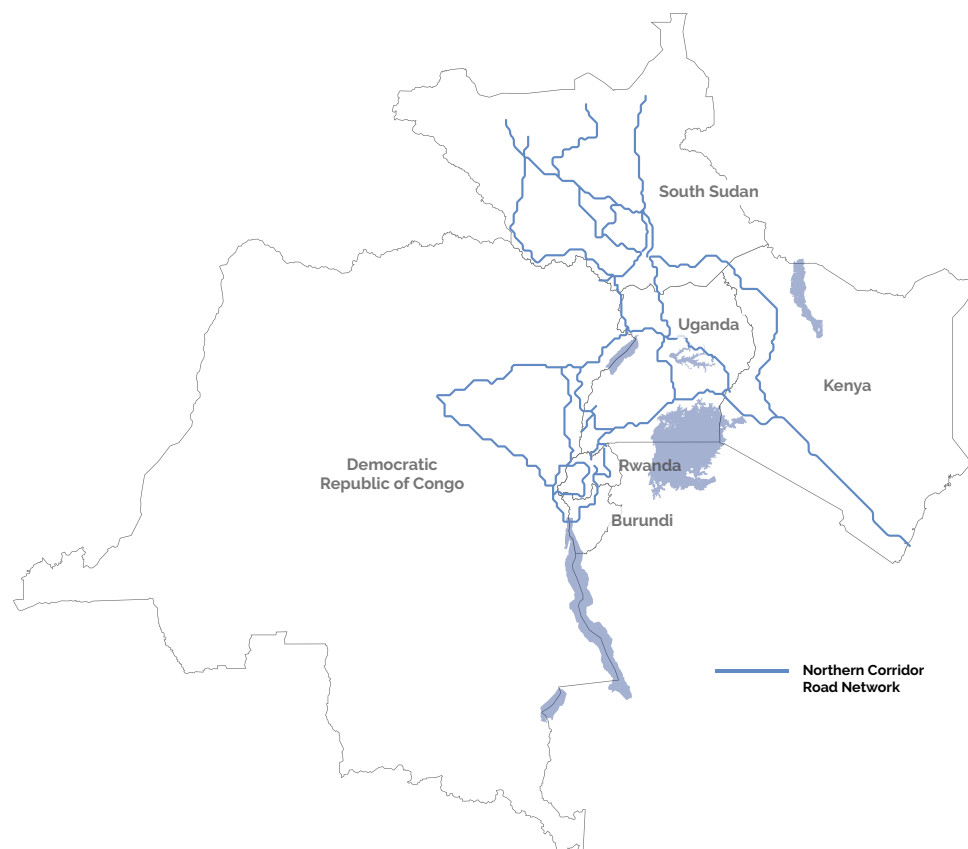 South Sudan
Uganda
Kenya
Democratic
Republic of Congo
Rwanda
Burundi
Northern Corridor
Road Network